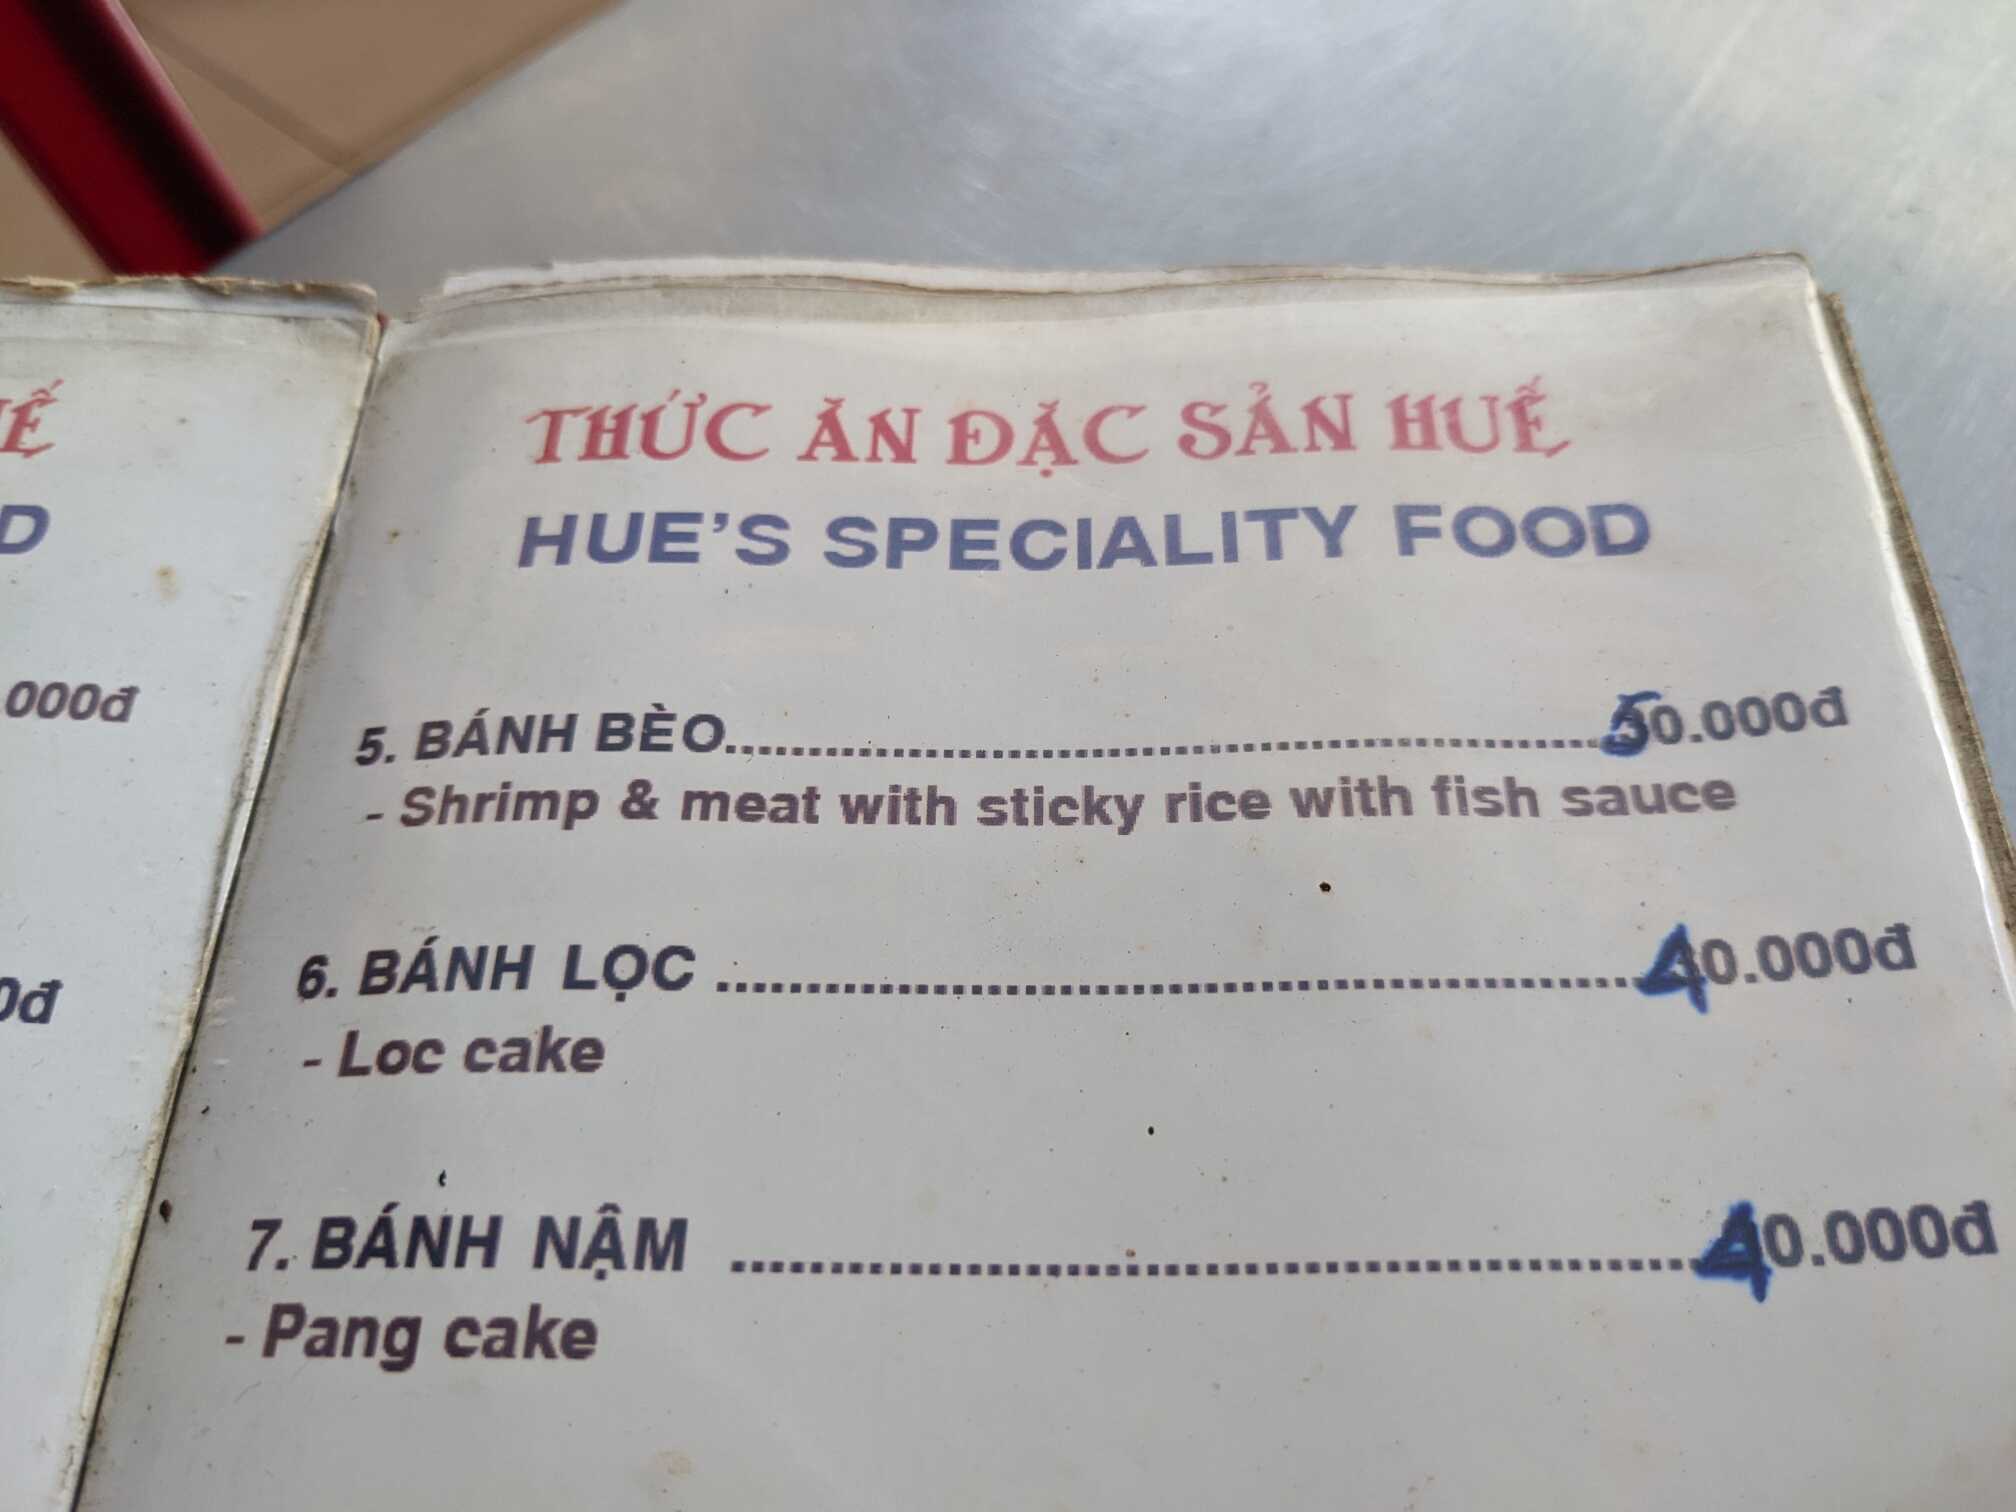 Ế
D
.000đ
0đ
THỨC ĂN ĐẶC SẢN HUẾ
HUE'S SPECIALITY FOOD
5. BÁNH BÈO..........................................................50.000đ
- Shrimp & meat with sticky rice with fish sauce
6. BÁNH LỌC ..........................................................40.000đ
- Loc cake
7. BÁNH NẬM ..........................................................40.000đ
- Pang cake